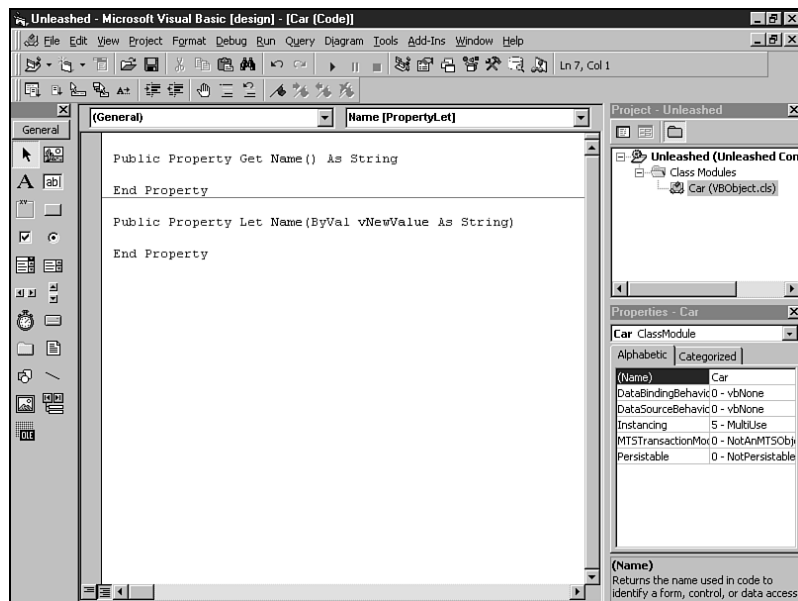 Unleashed - Microsoft Visual Basic [design] - [Car (Code)]
File Edit View Project Format Debug Run Query Diagram Tools Add-Ins Window Help
Ln 7, Col 1
General
(General)
Name [PropertyLet]
Public Property Get Name() As String
End Property
Public Property Let Name(ByVal vNewValue As String)
End Property
Project - Unleashed
Unleashed (Unleashed Con
Class Modules
Car (VBObject.cls)
Properties - Car
Car ClassModule
Alphabetic Categorized
(Name) Car
DataBindingBehavic 0 - vbNone
DataSourceBehavic 0 - vbNone
Instancing 5 - MultiUse
MTSTransactionMod 0 - NotAnMTSObj
Persistable 0 - NotPersistable
(Name)
Returns the name used in code to
identify a form, control, or data access